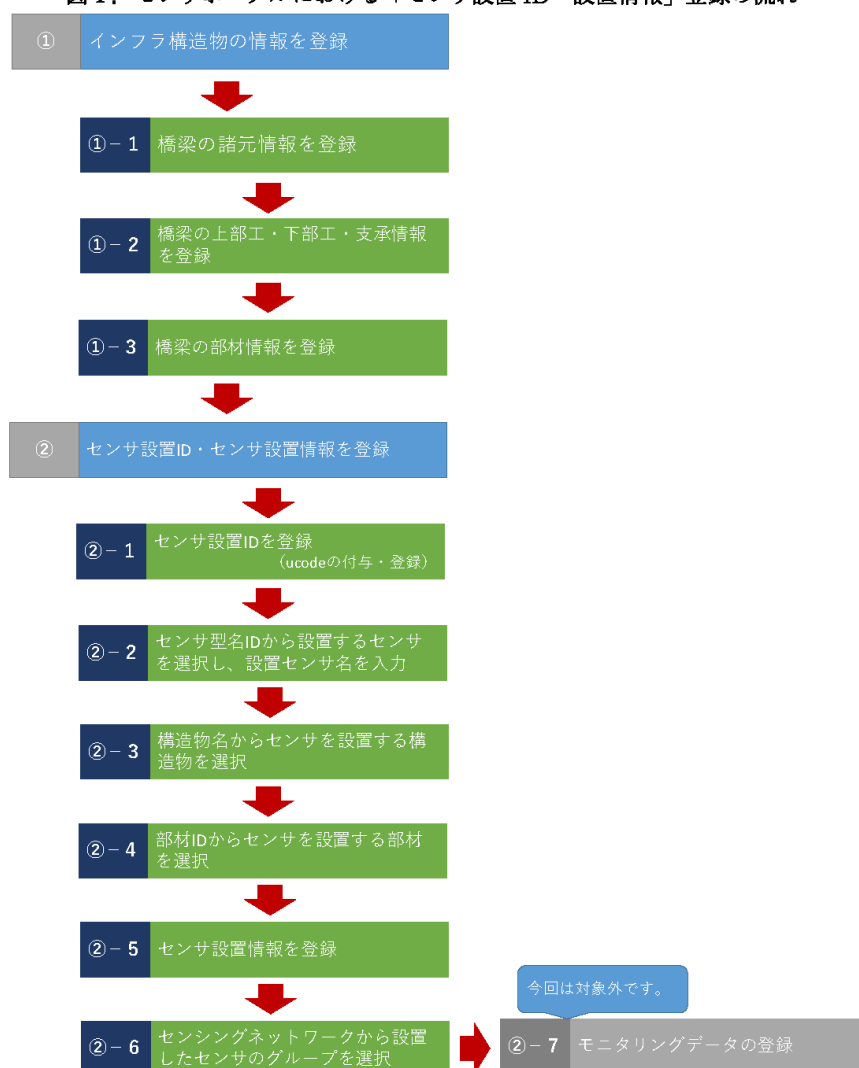 ① インフラ構造物の情報を登録
①－1 橋梁の諸元情報を登録
①－2 橋梁の上部工・下部工・支承情報
を登録
①－3 橋梁の部材情報を登録
② センサ設置ID・センサ設置情報を登録
②－1 センサ設置IDを登録
（ucodeの付与・登録）
②－2 センサ型名IDから設置するセンサ
を選択し、設置センサ名を入力
②－3 構造物名からセンサを設置する構
造物を選択
②－4 部材IDからセンサを設置する部材
を選択
②－5 センサ設置情報を登録
今回は対象外です。
②－6 センシングネットワークから設置
したセンサのグループを選択
②－7 モニタリングデータの登録